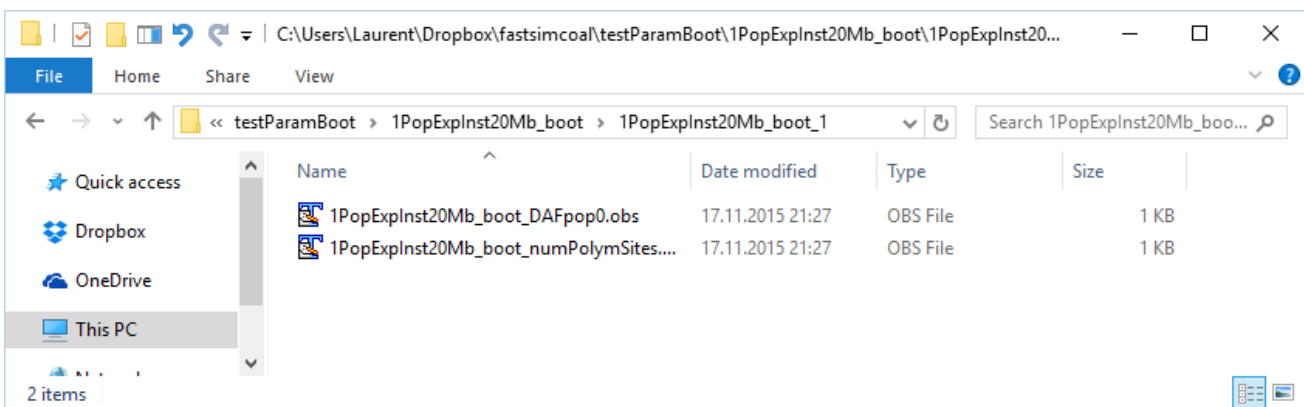 C:\Users\Laurent\Dropbox\fastsimcoal\testParamBoot\1PopExpInst20Mb_boot\1PopExpInst20...
File Home Share View
« testParamBoot > 1PopExpInst20Mb_boot > 1PopExpInst20Mb_boot_1 Search 1PopExpInst20Mb_boo...
Name Date modified Type Size
Quick access
1PopExpInst20Mb_boot_DAFpop0.obs 17.11.2015 21:27 OBS File 1 KB
Dropbox
1PopExpInst20Mb_boot_numPolymSites.... 17.11.2015 21:27 OBS File 1 KB
OneDrive
This PC
2 items